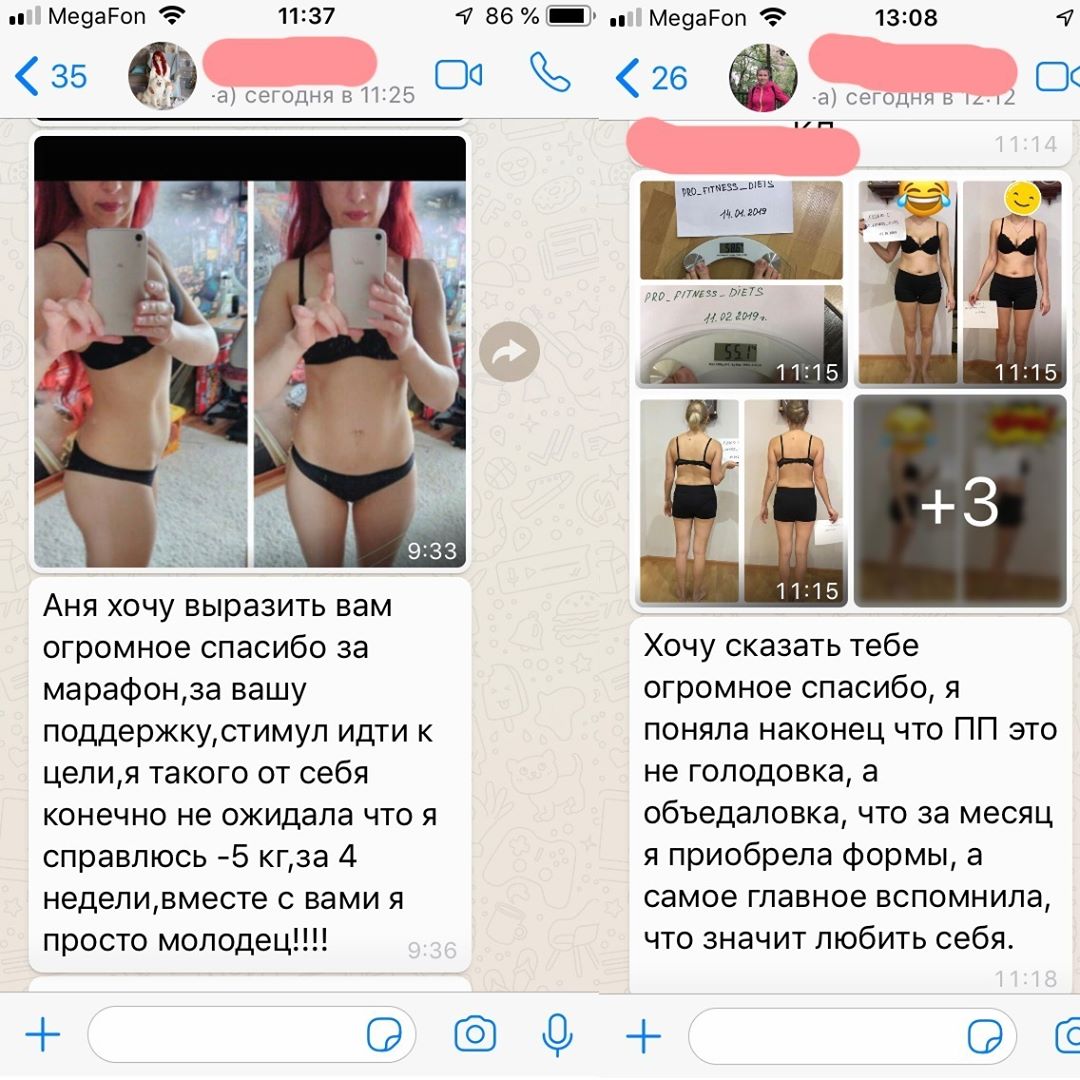 MegaFon 11:37 86 %
35
-а) сегодня в 11:25
9:33
Аня хочу выразить вам
огромное спасибо за
марафон,за вашу
поддержку,стимул идти к
цели,я такого от себя
конечно не ожидала что я
справлюсь -5 кг,за 4
недели,вместе с вами я
просто молодец!!!!
9:36
MegaFon 13:08
26
-а) сегодня в 12:12
11:14
PRO_FITNESS_DIETS
14.01.2019
PRO_FITNESS_DIETS
11.02.2019г.
55.1
11:15
11:15
11:15
+3
Хочу сказать тебе
огромное спасибо, я
поняла наконец что ПП это
не голодовка, а
объедаловка, что за месяц
я приобрела формы, а
самое главное вспомнила,
что значит любить себя.
11:18